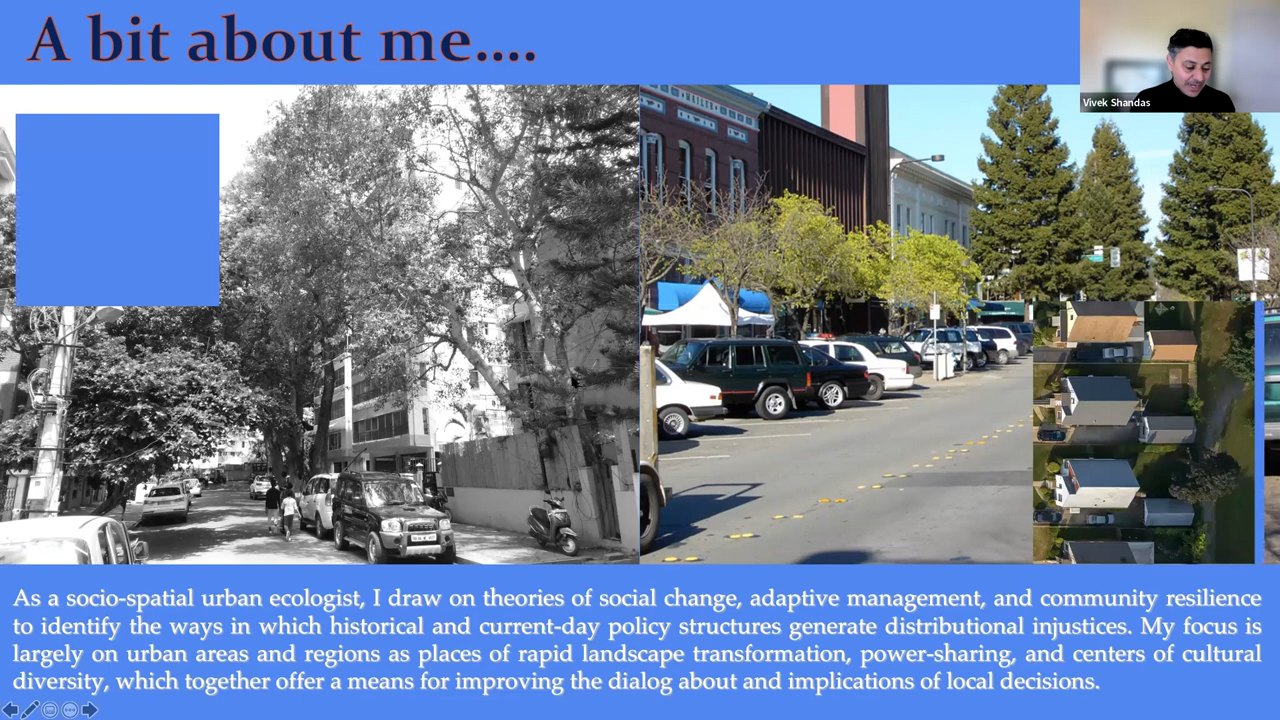 A bit about me....
Vivek Shandas
As a socio-spatial urban ecologist, I draw on theories of social change, adaptive management, and community resilience
to identify the ways in which historical and current-day policy structures generate distributional injustices. My focus is
largely on urban areas and regions as places of rapid landscape transformation, power-sharing, and centers of cultural
diversity, which together offer a means for improving the dialog about and implications of local decisions.